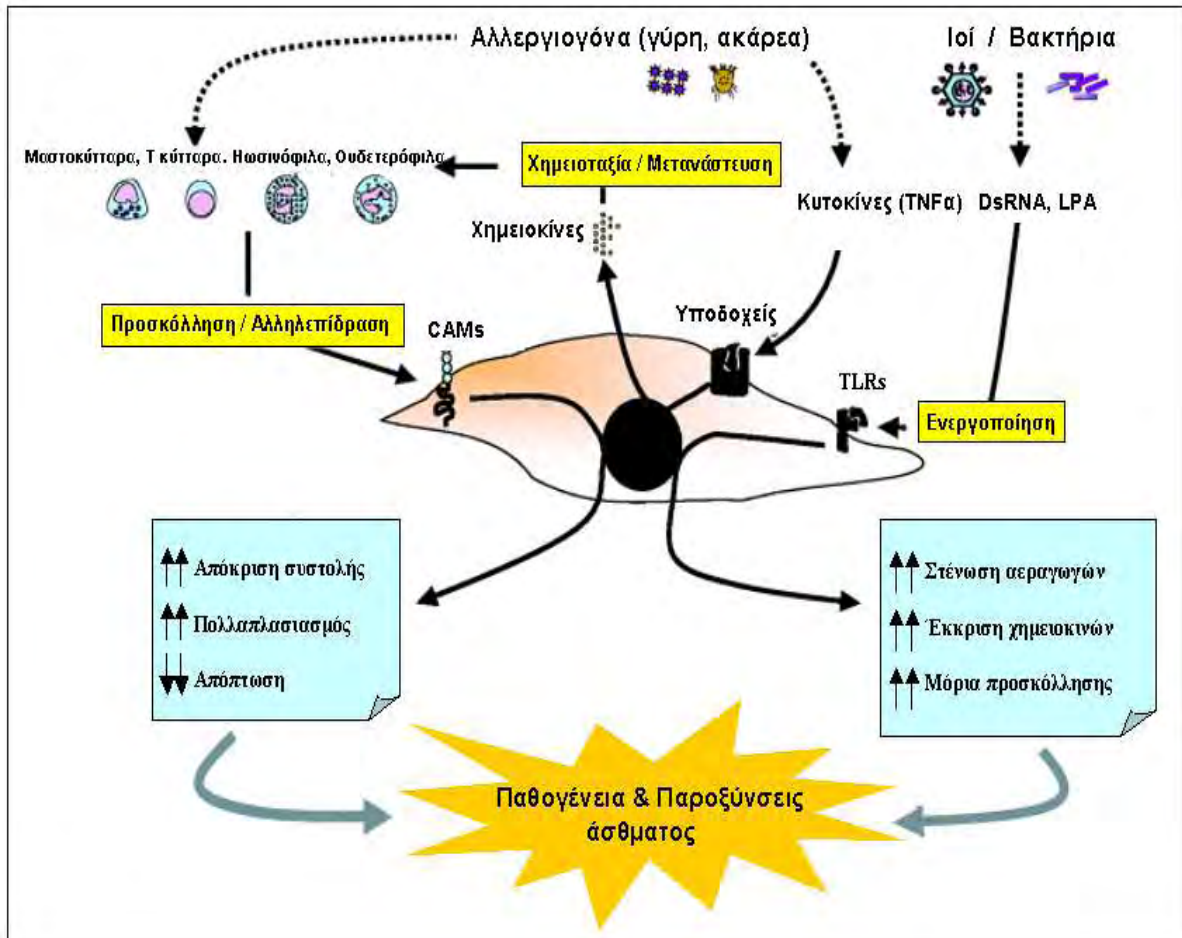 Αλλεργιογόνα (γύρη, ακάρεα)
Ιοί / Βακτήρια
Μαστοκύτταρα, Τ κύτταρα. Ηωσινόφιλα, Ουδετερόφιλα
Χημειοταξία / Μετανάστευση
Κυτοκίνες (TNFα)
DsRNA, LPA
Χημειοκίνες
Προσκόλληση / Αλληλεπίδραση
CAMs
Υποδοχείς
TLRs
Ενεργοποίηση
Απόκριση συστολής
Πολλαπλασιασμός
Απόπτωση
Στένωση αεραγωγών
Έκκριση χημειοκινών
Μόρια προσκόλλησης
Παθογένεια & Παροξύνσεις
άσθματος